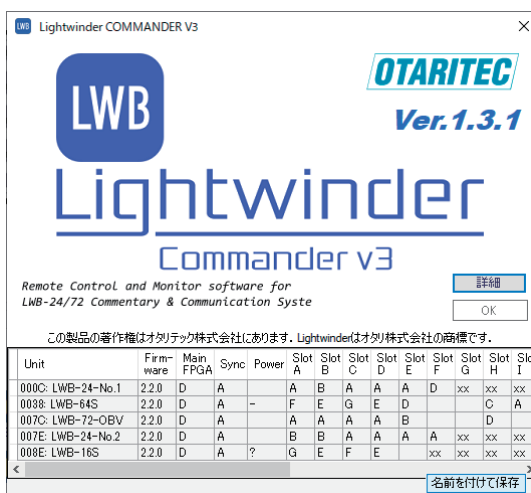 LWB Lightwinder COMMANDER V3
OTARITEC
LWB
Ver.1.3.1
Lightwinder
Commander v3
Remote Control and Monitor software for
LWB-24/72 Commentary & Communication Syste
詳細
OK
この製品の著作権はオタリテック株式会社にあります. Lightwinderはオタリ株式会社の商標です.
Unit Firm-ware Main FPGA Sync Power Slot A Slot B Slot C Slot D Slot E Slot F Slot G Slot H Slo I
000C: LWB-24-No.1 2.2.0 D A A B A A A D xx xx xx
0038: LWB-64S 2.2.0 D A - F E G E D C A
007C: LWB-72-OBV 2.2.0 D A A A A A B D
007E: LWB-24-No.2 2.2.0 D A B B A A A A xx xx xx
008E: LWB-16S 2.2.0 D A ? G E F E xx xx xx xx
名前を付けて保存